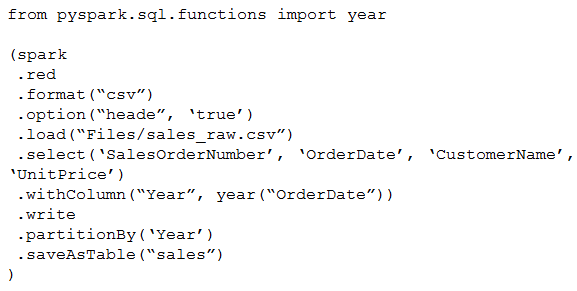 from pyspark.sql.functions import year
(spark
.red
.format(“csv”)
.option(“heade”, ‘true’)
.load(“Files/sales_raw.csv”)
.select(‘SalesOrderNumber’, ‘OrderDate’, ‘CustomerName’,
‘UnitPrice’)
.withColumn(“Year”, year(“OrderDate”))
.write
.partitionBy(‘Year’)
.saveAsTable(“sales”)
)